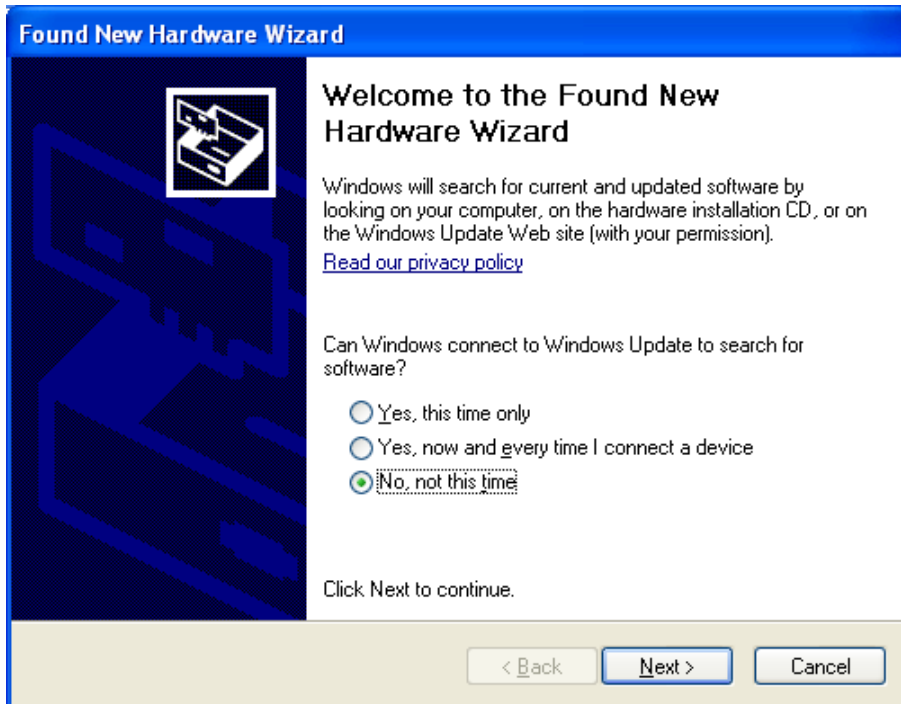 Found New Hardware Wizard
Welcome to the Found New
Hardware Wizard
Windows will search for current and updated software by
looking on your computer, on the hardware installation CD, or on
the Windows Update Web site (with your permission).
Read our privacy policy
Can Windows connect to Windows Update to search for
software?
Yes, this time only
Yes, now and every time I connect a device
No, not this time
Click Next to continue.
< Back Next > Cancel